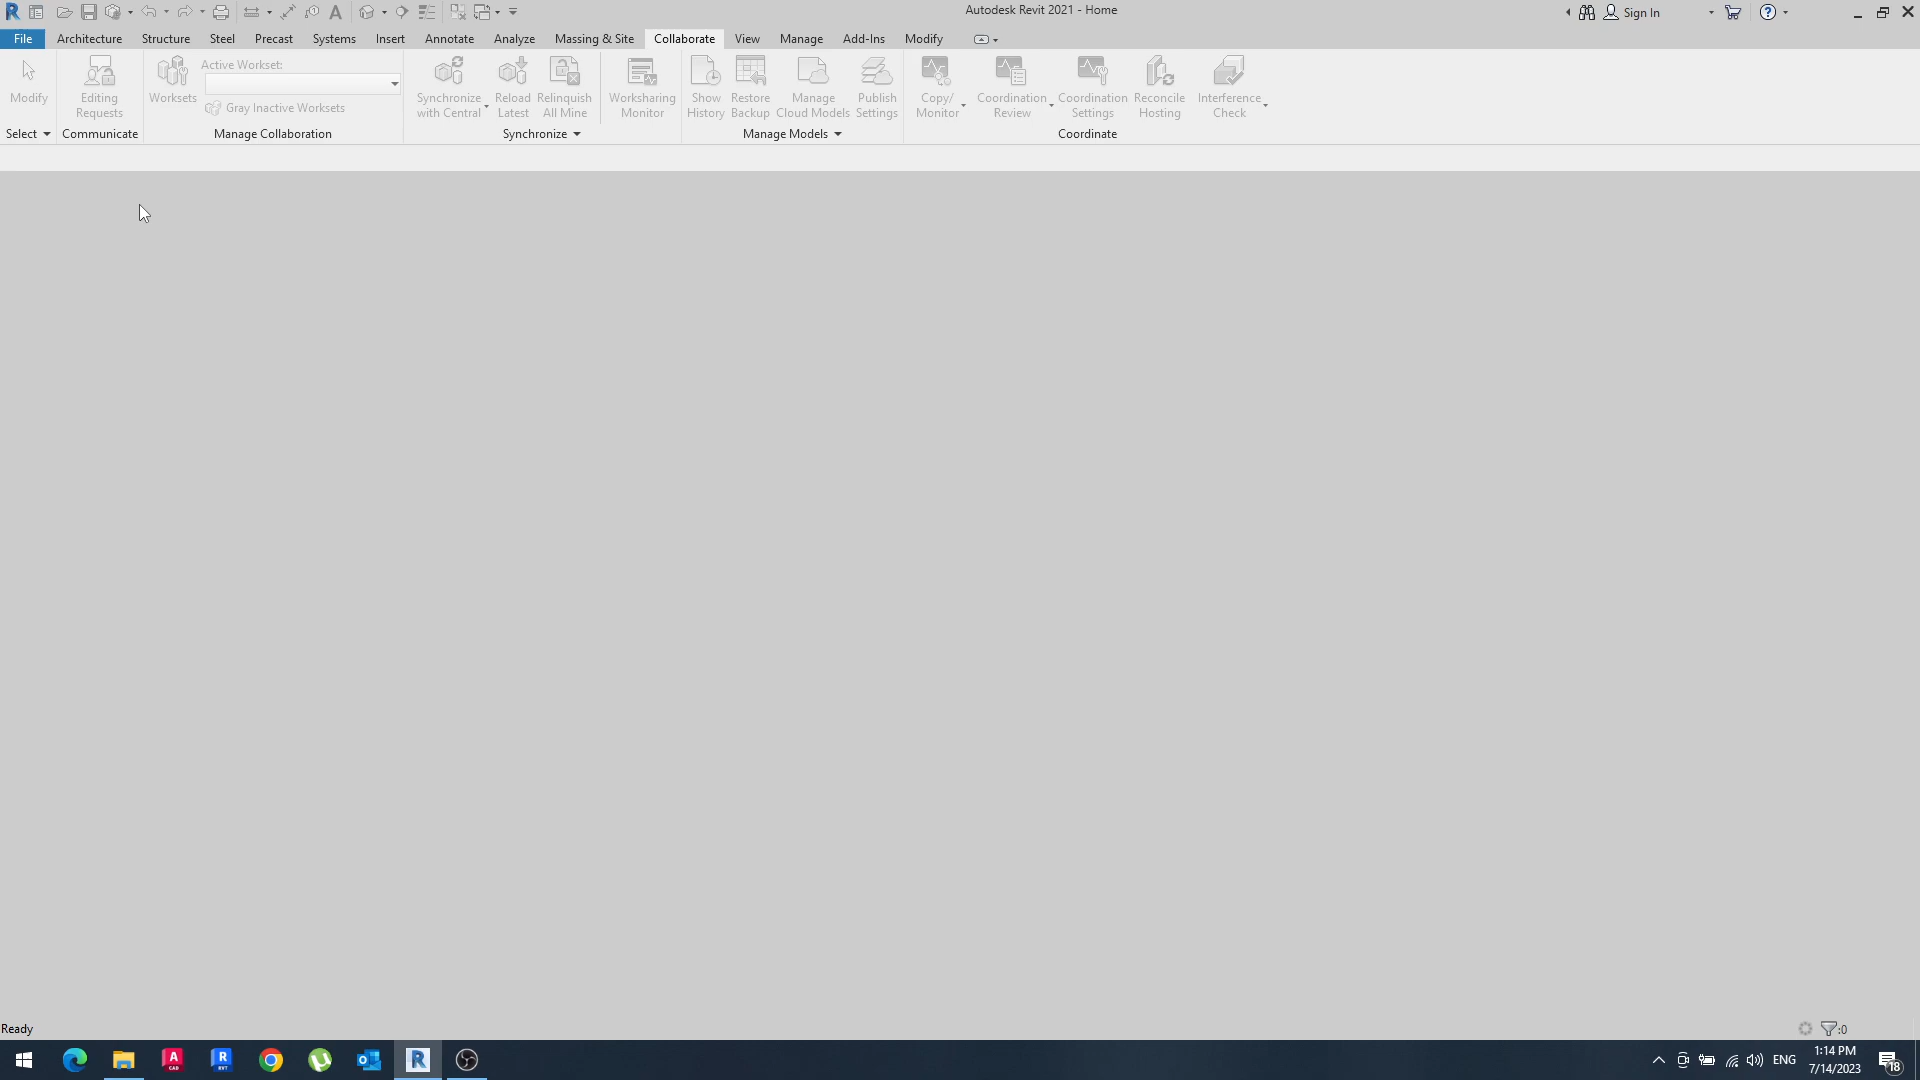 Autodesk Revit 2021 - Home
Sign In
File Architecture Structure Steel Precast Systems Insert Annotate Analyze Massing & Site Collaborate View Manage Add-Ins Modify
Modify
Editing Requests
Worksets
Active Workset:
Gray Inactive Worksets
Synchronize with Central
Reload Latest
Relinquish All Mine
Worksharing Monitor
Show History
Restore Backup
Manage Cloud Models
Publish Settings
Copy/ Monitor
Coordination Review
Coordination Settings
Reconcile Hosting
Interference Check
Select Communicate Manage Collaboration Synchronize Manage Models Coordinate
Ready
:0
A
CAD
R
RVT
R
ENG
1:14 PM
7/14/2023
18